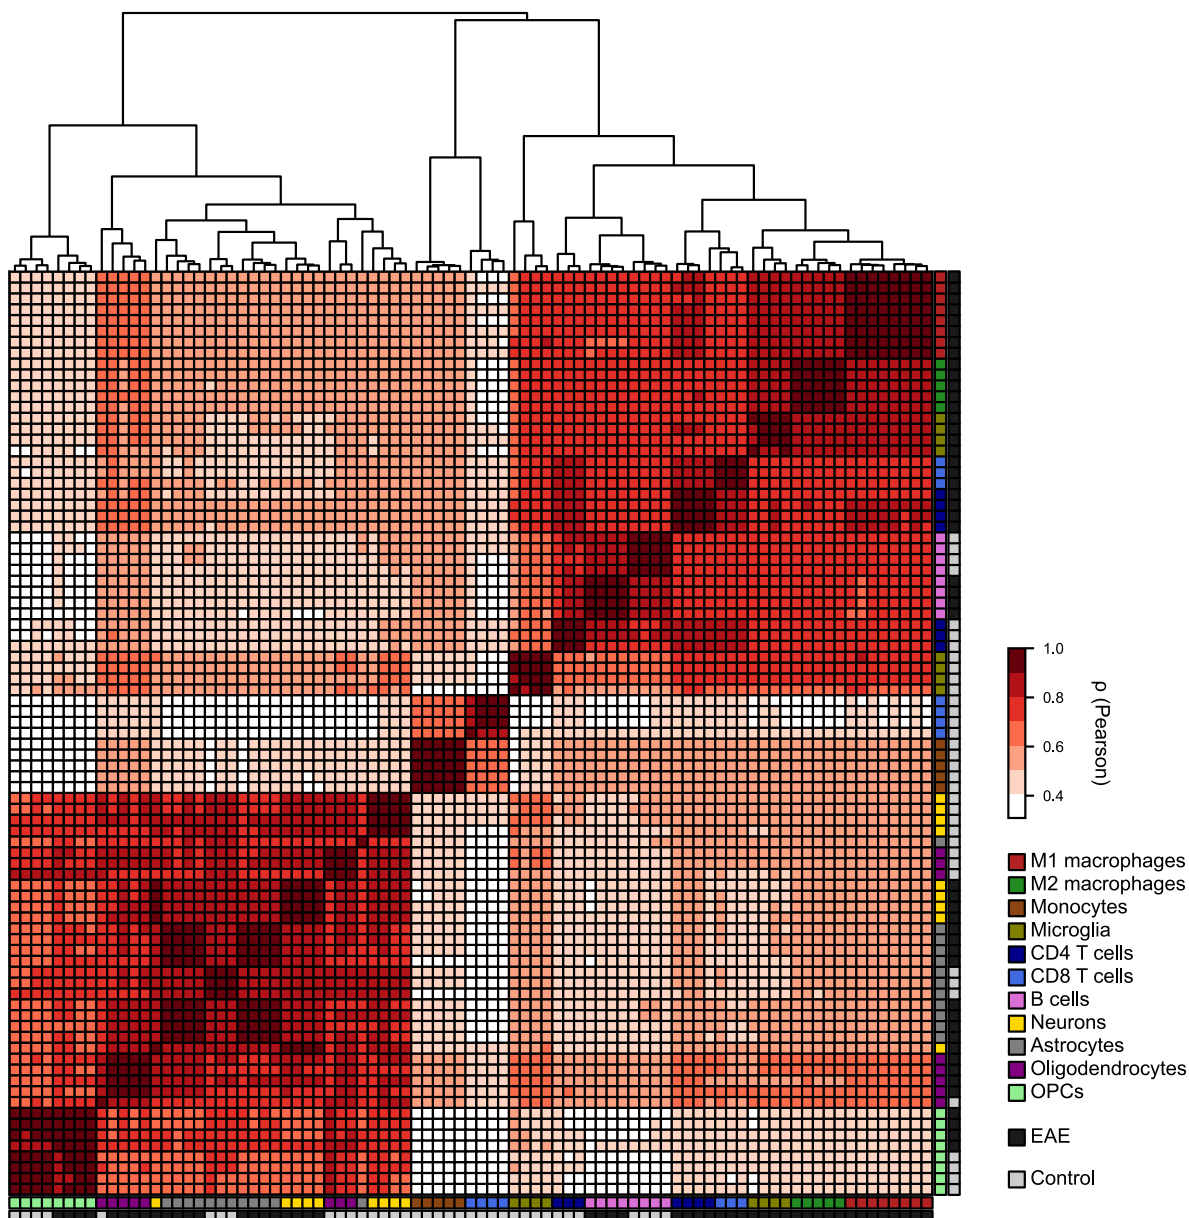 1.0
0.8
0.6
0.4
ρ (Pearson)
M1 macrophages
M2 macrophages
Monocytes
Microglia
CD4 T cells
CD8 T cells
B cells
Neurons
Astrocytes
Oligodendrocytes
OPCs
EAE
Control